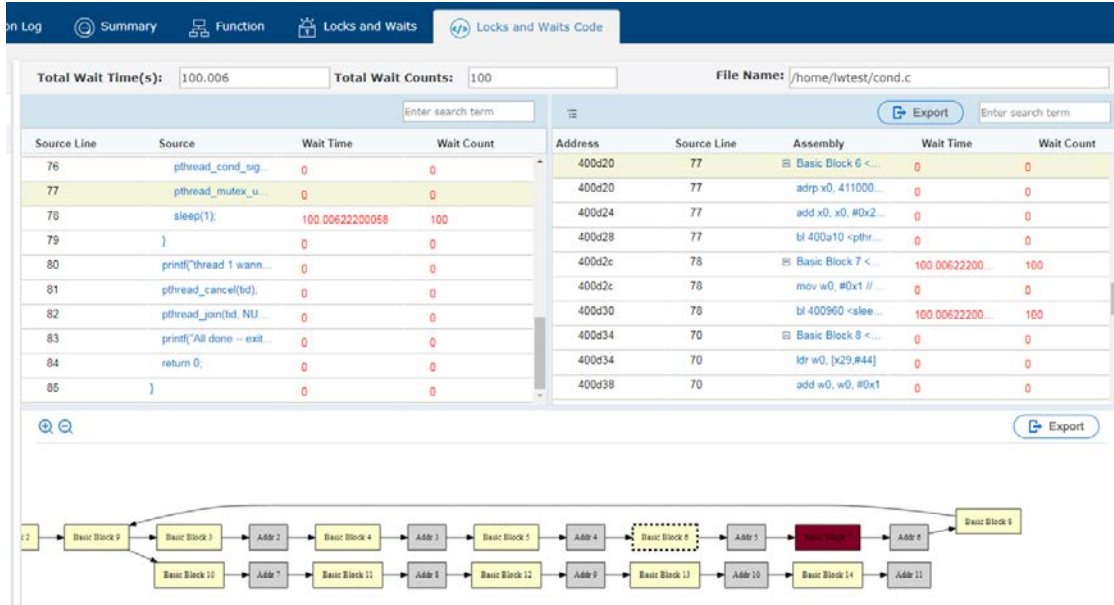 on Log Summary Function Locks and Waits Locks and Waits Code
Total Wait Time(s): 100.006 Total Wait Counts: 100 File Name: /home/lwtest/cond.c
Enter search term
Export Enter search term
Source Line Source Wait Time Wait Count
76 pthread_cond_sig... 0 0
77 pthread_mutex_u... 0 0
78 sleep(1); 100.00622200058 100
79 } 0 0
80 printf("thread 1 wann... 0 0
81 pthread_cancel(tid); 0 0
82 pthread_join(tid, NU... 0 0
83 printf("All done -- exit... 0 0
84 return 0; 0 0
85 } 0 0
Address Source Line Assembly Wait Time Wait Count
400d20 77 Basic Block 6 <... 0 0
400d20 77 adrp x0, 411000... 0 0
400d24 77 add x0, x0, #0x2... 0 0
400d28 77 bl 400a10 <pthr... 0 0
400d2c 78 Basic Block 7 <... 100.00622200... 100
400d2c 78 mov w0, #0x1 // ... 0 0
400d30 78 bl 400960 <slee... 100.00622200... 100
400d34 70 Basic Block 8 <... 0 0
400d34 70 ldr w0, [x29,#44] 0 0
400d38 70 add w0, w0, #0x1 0 0
Export
Basic Block 8
2 Basic Block 9 Basic Block 3 Addr 2 Basic Block 4 Addr 3 Basic Block 5 Addr 4 Basic Block 6 Addr 5 Basic Block 7 Addr 6
Basic Block 10 Addr 7 Basic Block 11 Addr 8 Basic Block 12 Addr 9 Basic Block 13 Addr 10 Basic Block 14 Addr 11